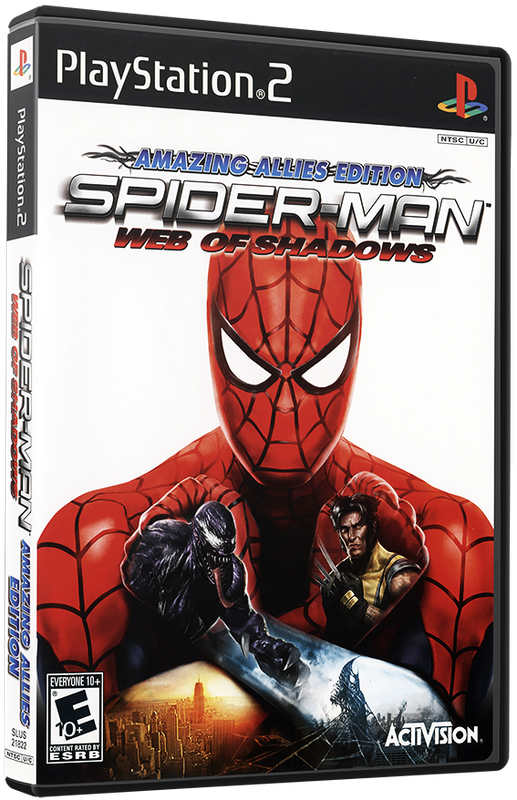 PlayStation®2
NTSC U/C
AMAZING ALLIES EDITION
SPIDER-MAN™
WEB OF SHADOWS
EVERYONE 10+
E
10+
®
CONTENT RATED BY
ESRB
ACTIVISION
PlayStation®2
SPIDER-MAN
WEB OF SHADOWS
AMAZING ALLIES
EDITION
SLUS
21822
NTSC U/C